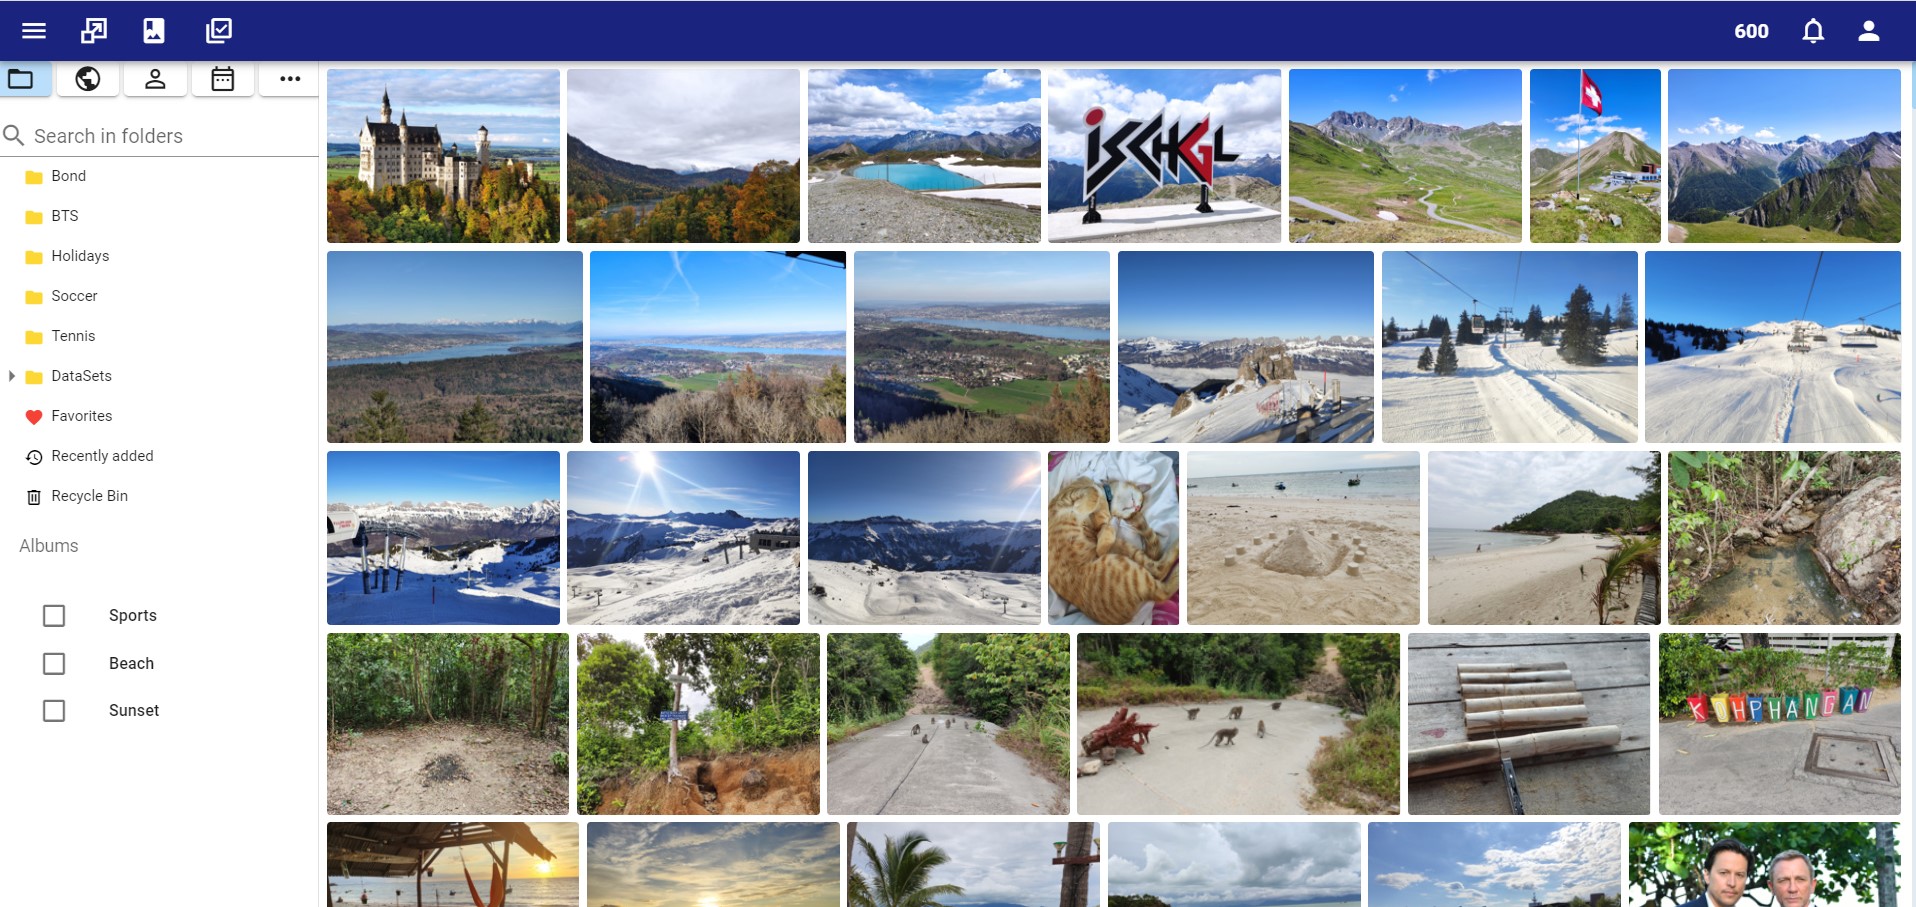 600
Search in folders
Bond
BTS
Holidays
Soccer
Tennis
DataSets
Favorites
Recently added
Recycle Bin
Albums
Sports
Beach
Sunset
iSCHGL
KOHPHANGAN